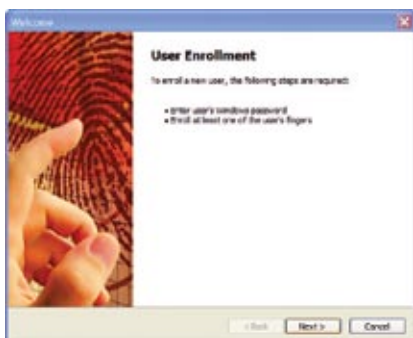 Welcome
User Enrollment
To enroll a new user, the following steps are required:
• Enter user's Windows password
• Enroll at least one of the user's fingers
< Back
Next >
Cancel